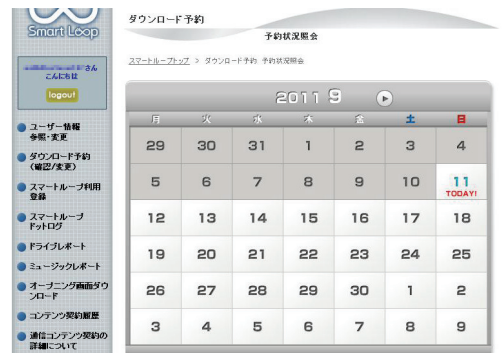 Smart Loop
さん
こんにちは
logout
ユーザー情報
参照・変更
ダウンロード予約
(確認/変更)
スマートループ利用
登録
スマートループ
ドットログ
ドライブレポート
ミュージックレポート
オープニング画面ダウ
ンロード
コンテンツ契約履歴
通信コンテンツ契約の
詳細について
ダウンロード予約
予約状況照会
スマートループトップ > ダウンロード予約 予約状況照会
2011 9
月 火 水 木 金 土 日
29 30 31 1 2 3 4
5 6 7 8 9 10 11
TODAY!
12 13 14 15 16 17 18
19 20 21 22 23 24 25
26 27 28 29 30 1 2
3 4 5 6 7 8 9